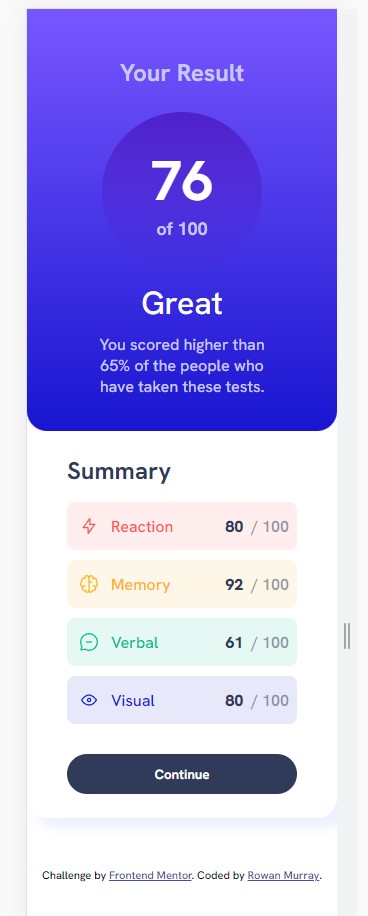 Your Result
76
of 100
Great
You scored higher than
65% of the people who
have taken these tests.
Summary
Reaction 80 / 100
Memory 92 / 100
Verbal 61 / 100
Visual 80 / 100
Continue
Challenge by Frontend Mentor. Coded by Rowan Murray.